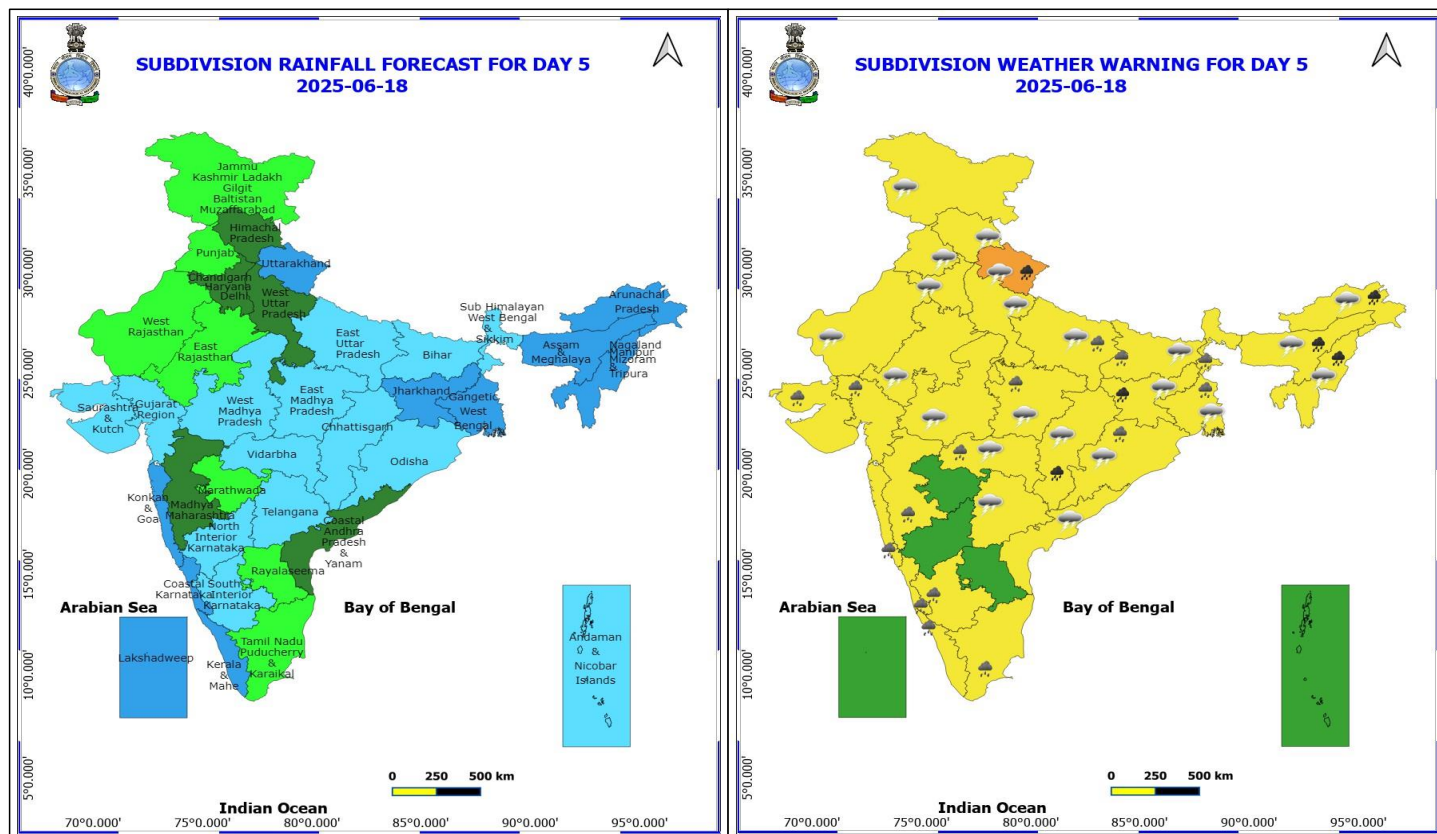 SUBDIVISION RAINFALL FORECAST FOR DAY 5
2025-06-18
40°0.000'
35°0.000'
30°0.000'
25°0.000'
20°0.000'
15°0.000'
10°0.000'
5°0.000'
Jammu
Kashmir Ladakh
Gilgit
Baltistan
Muzaffarabad
Himachal
Pradesh
Punjab
Uttarakhand
Chandigarh
Haryana
Delhi
West
Uttar
Pradesh
West
Rajasthan
East
Rajasthan
East
Uttar
Pradesh
Bihar
Sub Himalayan
West Bengal
&
Sikkim
Arunachal
Pradesh
Assam
&
Meghalaya
Nagaland
Manipur
Mizoram
&
Tripura
Saurashtra
&
Kutch
Gujarat
Region
West
Madhya
Pradesh
East
Madhya
Pradesh
Jharkhand
Gangetic
West
Bengal
Chhattisgarh
Vidarbha
Odisha
Konkan
&
Goa
Madhya
Maharashtra
Marathwada
Telangana
North
Interior
Karnataka
Coastal
Andhra
Pradesh
&
Yanam
Rayalaseema
Coastal
Karnataka
South
Interior
Karnataka
Tamil Nadu
Puducherry
&
Karaikal
Kerala
&
Mahe
Lakshadweep
Andaman
&
Nicobar
Islands
Arabian Sea
Bay of Bengal
0 250 500 km
Indian Ocean
70°0.000' 75°0.000' 80°0.000' 85°0.000' 90°0.000' 95°0.000'
SUBDIVISION WEATHER WARNING FOR DAY 5
2025-06-18
40°0.000'
35°0.000'
30°0.000'
25°0.000'
20°0.000'
15°0.000'
10°0.000'
5°0.000'
Arabian Sea
Bay of Bengal
0 250 500 km
Indian Ocean
70°0.000' 75°0.000' 80°0.000' 85°0.000' 90°0.000' 95°0.000'